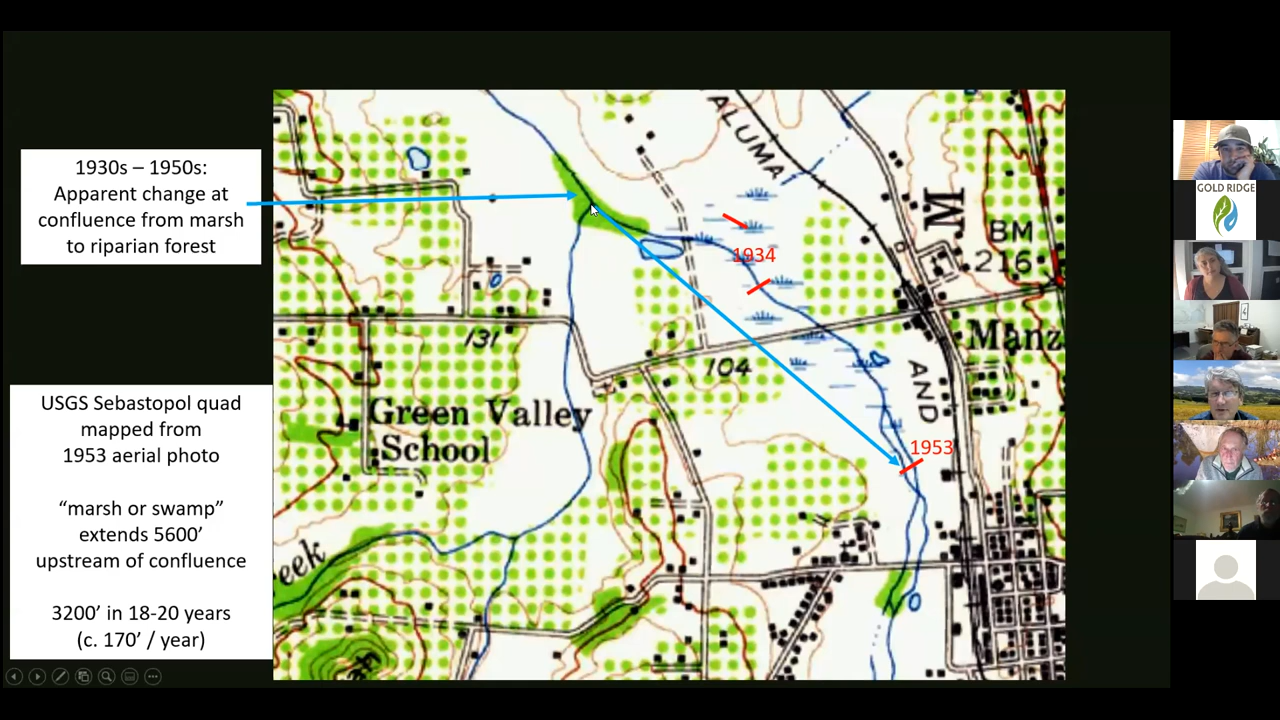 1930s – 1950s:
Apparent change at
confluence from marsh
to riparian forest
USGS Sebastopol quad
mapped from
1953 aerial photo
“marsh or swamp”
extends 5600’
upstream of confluence
3200’ in 18-20 years
(c. 170’ / year)
ALUMA
1934
M
BM
216
131
104
Manz
Green Valley
School
AND
1953
eek
GOLD RIDGE